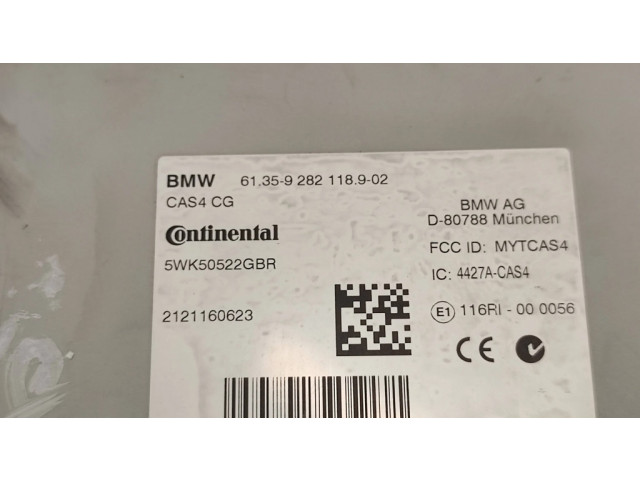 BMW 61.35-9 282 118.9-02
CAS4 CG
Continental
5WK50522GBR
2121160623
BMW AG
D-80788 München
FCC ID: MYTCAS4
IC: 4427A-CAS4
E1 116RI - 00 0056
CE